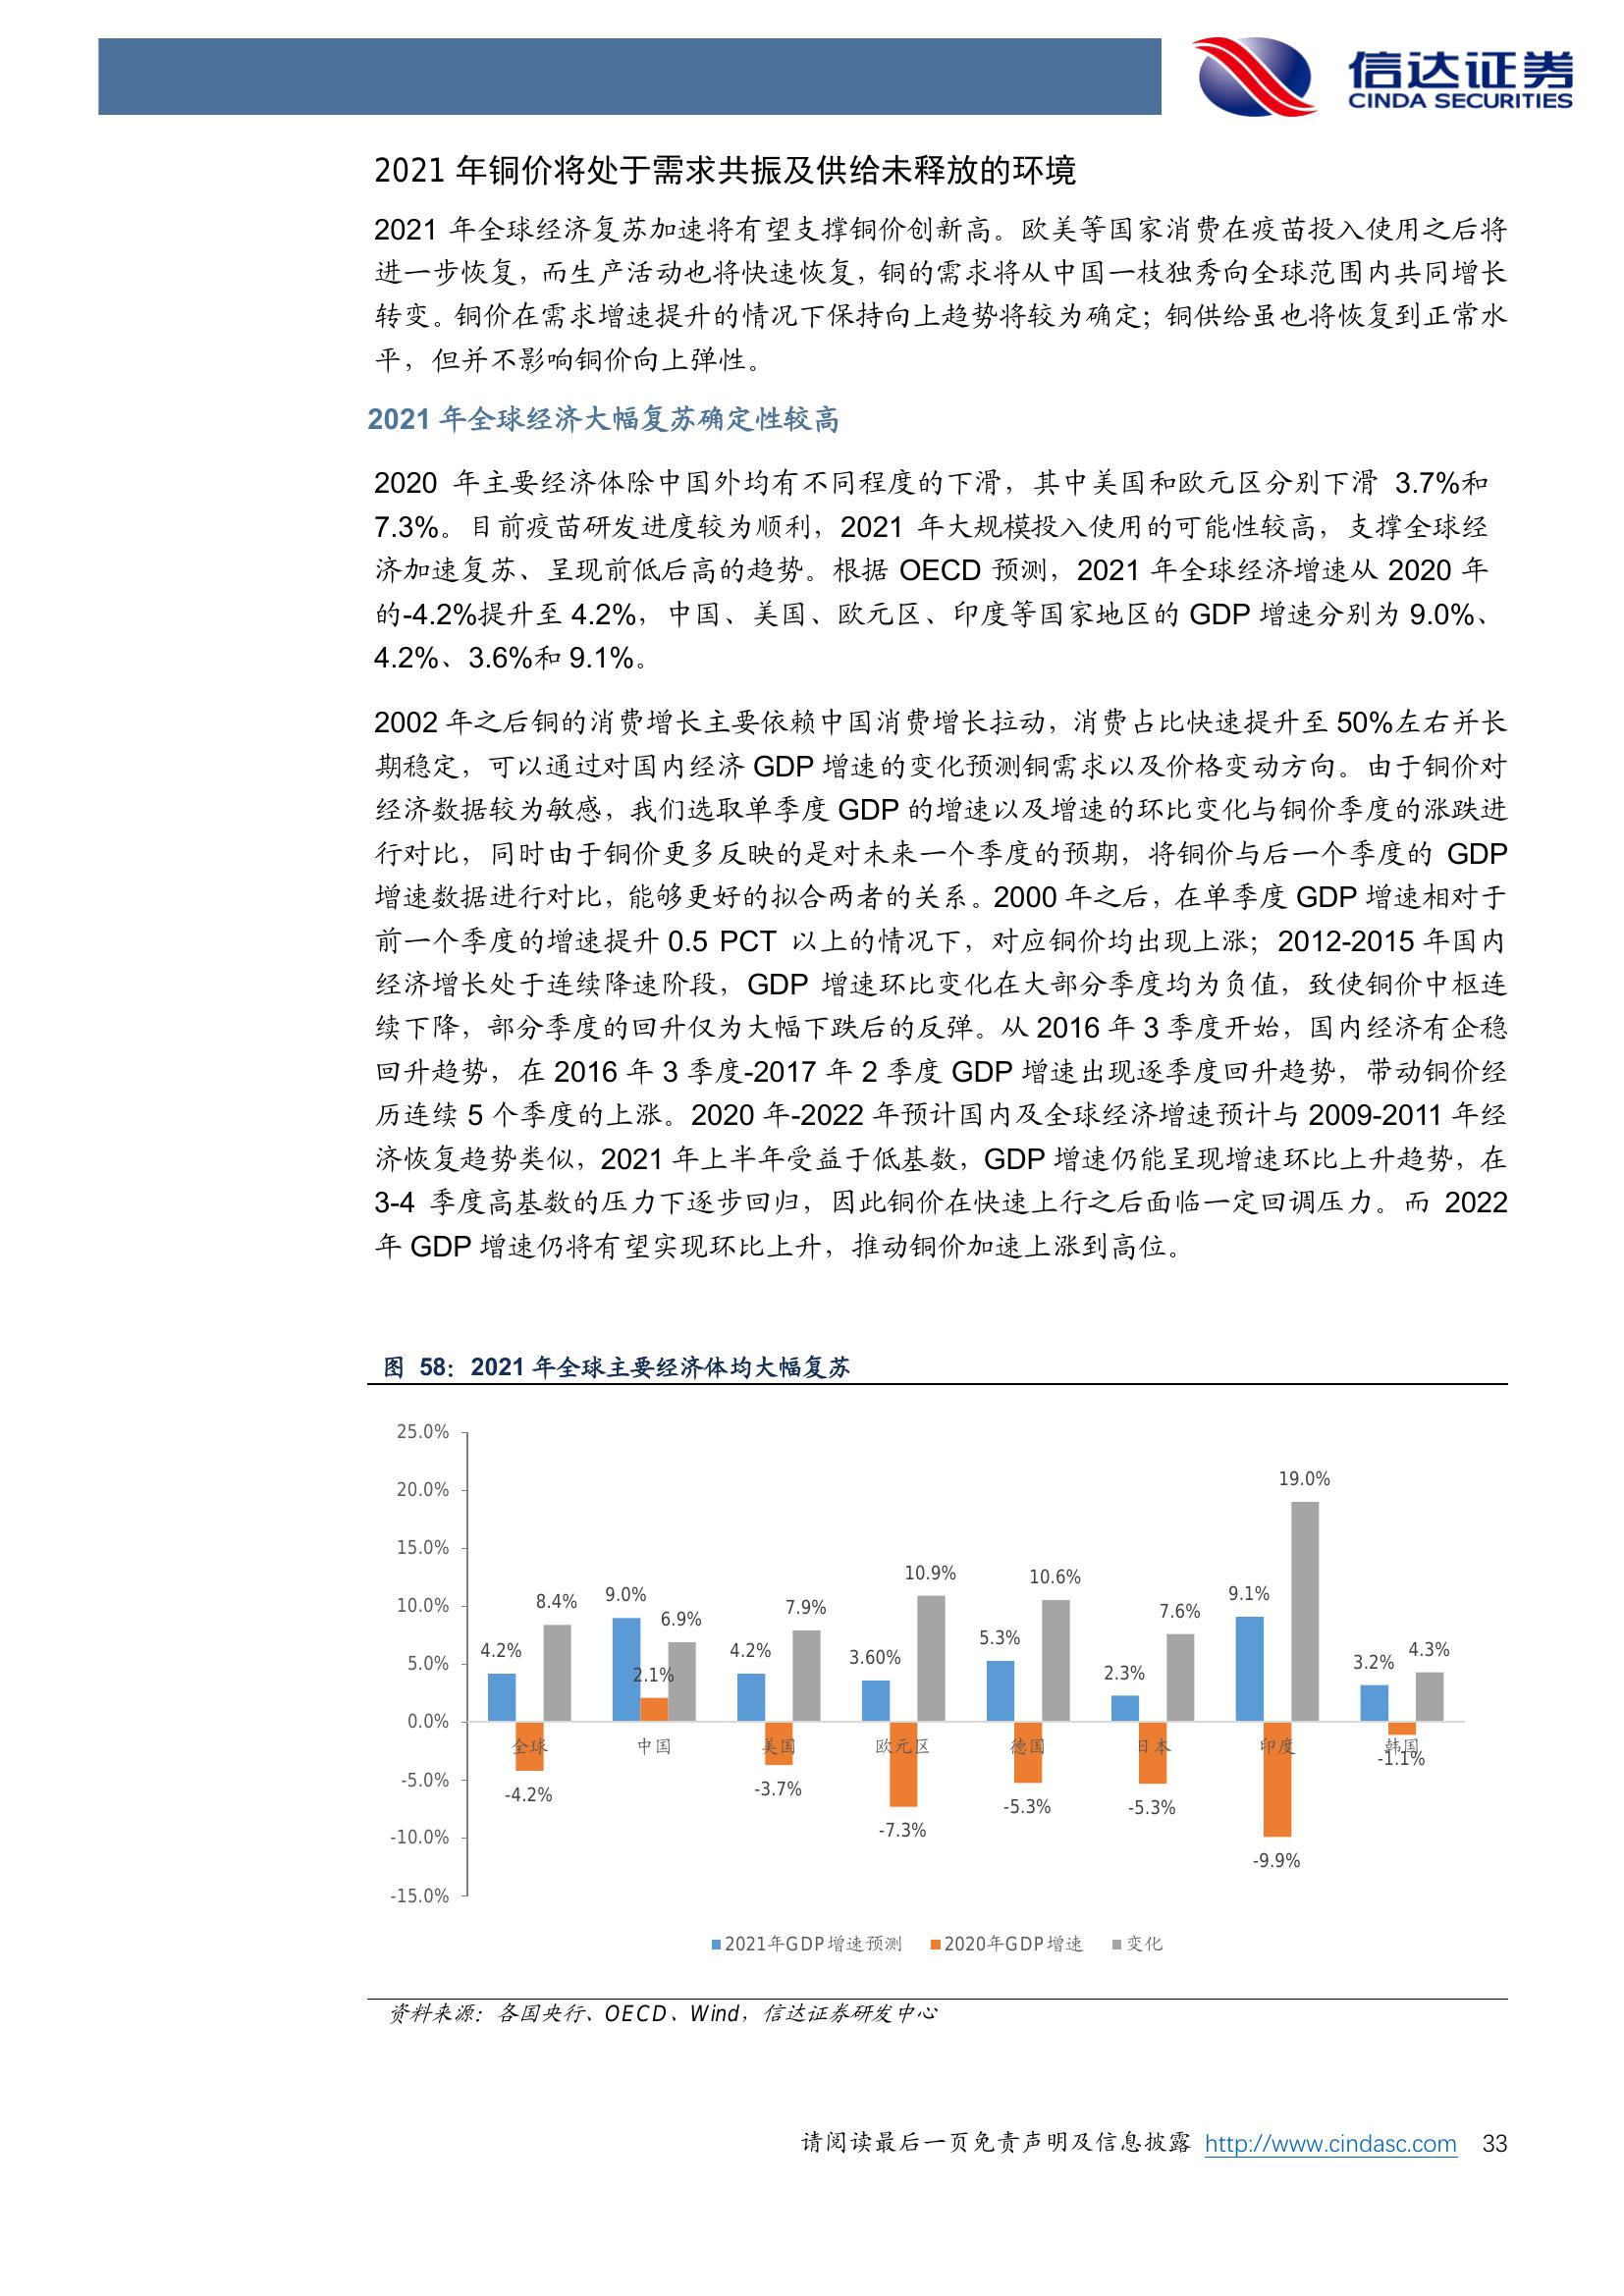 信达证券
CINDA SECURITIES
2021 年铜价将处于需求共振及供给未释放的环境
2021 年全球经济复苏加速将有望支撑铜价创新高。欧美等国家消费在疫苗投入使用之后将
进一步恢复，而生产活动也将快速恢复，铜的需求将从中国一枝独秀向全球范围内共同增长
转变。铜价在需求增速提升的情况下保持向上趋势将较为确定；铜供给虽也将恢复到正常水
平，但并不影响铜价向上弹性。
2021 年全球经济大幅复苏确定性较高
2020 年主要经济体除中国外均有不同程度的下滑，其中美国和欧元区分别下滑 3.7%和
7.3%。目前疫苗研发进度较为顺利，2021 年大规模投入使用的可能性较高，支撑全球经
济加速复苏、呈现前低后高的趋势。根据 OECD 预测，2021 年全球经济增速从 2020 年
的-4.2%提升至 4.2%，中国、美国、欧元区、印度等国家地区的 GDP 增速分别为 9.0%、
4.2%、3.6%和 9.1%。
2002 年之后铜的消费增长主要依赖中国消费增长拉动，消费占比快速提升至 50%左右并长
期稳定，可以通过对国内经济 GDP 增速的变化预测铜需求以及价格变动方向。由于铜价对
经济数据较为敏感，我们选取单季度 GDP 的增速以及增速的环比变化与铜价季度的涨跌进
行对比，同时由于铜价更多反映的是对未来一个季度的预期，将铜价与后一个季度的 GDP
增速数据进行对比，能够更好的拟合两者的关系。2000 年之后，在单季度 GDP 增速相对于
前一个季度的增速提升 0.5 PCT 以上的情况下，对应铜价均出现上涨；2012-2015 年国内
经济增长处于连续降速阶段，GDP 增速环比变化在大部分季度均为负值，致使铜价中枢连
续下降，部分季度的回升仅为大幅下跌后的反弹。从 2016 年 3 季度开始，国内经济有企稳
回升趋势，在 2016 年 3 季度-2017 年 2 季度 GDP 增速出现逐季度回升趋势，带动铜价经
历连续 5 个季度的上涨。2020 年-2022 年预计国内及全球经济增速预计与 2009-2011 年经
济恢复趋势类似，2021 年上半年受益于低基数，GDP 增速仍能呈现增速环比上升趋势，在
3-4 季度高基数的压力下逐步回归，因此铜价在快速上行之后面临一定回调压力。而 2022
年 GDP 增速仍将有望实现环比上升，推动铜价加速上涨到高位。
图 58：2021 年全球主要经济体均大幅复苏
25.0%
20.0%
15.0%
10.0%
5.0%
0.0%
-5.0%
-10.0%
-15.0%
4.2% 8.4% 9.0% 2.1% 6.9% 4.2% 7.9% 3.60% 10.9% 5.3% 10.6% 2.3% 7.6% 9.1% 19.0% 3.2% 4.3%
全球 中国 美国 欧元区 德国 日本 印度 韩国
-4.2% -3.7% -7.3% -5.3% -5.3% -9.9% -1.1%
2021年GDP增速预测 2020年GDP增速 变化
资料来源：各国央行、OECD、Wind，信达证券研发中心
请阅读最后一页免责声明及信息披露 http://www.cindasc.com 33